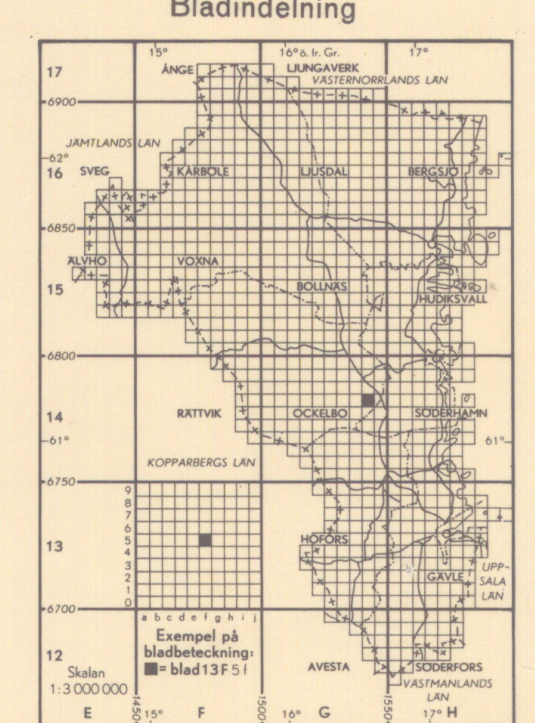 Bladindelning
15° 16° ö. fr. Gr. 17°
17 ÅNGE LJUNGAVERK
VÄSTERNORRLANDS LÄN
6900
JÄMTLANDS LÄN
62°
16 SVEG KÅRBÖLE LJUSDAL BERGSJÖ
6850
ÄLVHO VOXNA
15 BOLLNÄS
HUDIKSVALL
6800
14 RÄTTVIK OCKELBO SÖDERHAMN
61° 61°
KOPPARBERGS LÄN
6750
9
8
7
6
5
4
3
2
1
0
13 HOFORS
GÄVLE
UPP-
SALA
LÄN
6700
a b c d e f g h i j
Exempel på
bladbeteckning:
= blad 13 F 5 f
12 AVESTA SÖDERFORS
Skalan
1:3 000 000
VÄSTMANLANDS
LÄN
1450 1500 1550
E 15° F 16° G 17° H